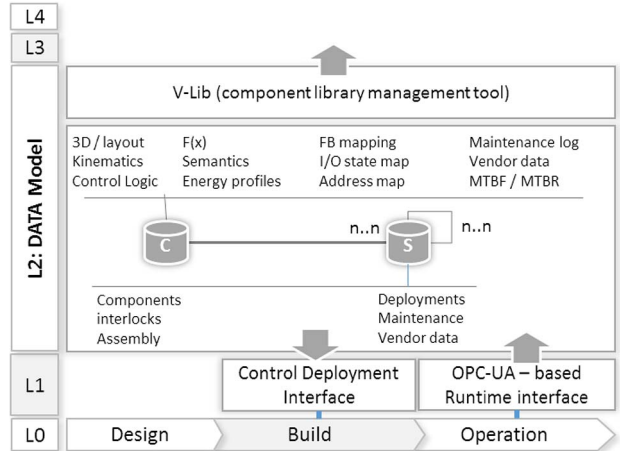 L4
L3
L2: DATA Model
V-Lib (component library management tool)
3D / layout
Kinematics
Control Logic
F(x)
Semantics
Energy profiles
FB mapping
I/O state map
Address map
Maintenance log
Vendor data
MTBF / MTBR
C
n..n
S
n..n
Components
interlocks
Assembly
Deployments
Maintenance
Vendor data
L1
Control Deployment
Interface
OPC-UA – based
Runtime interface
L0
Design
Build
Operation